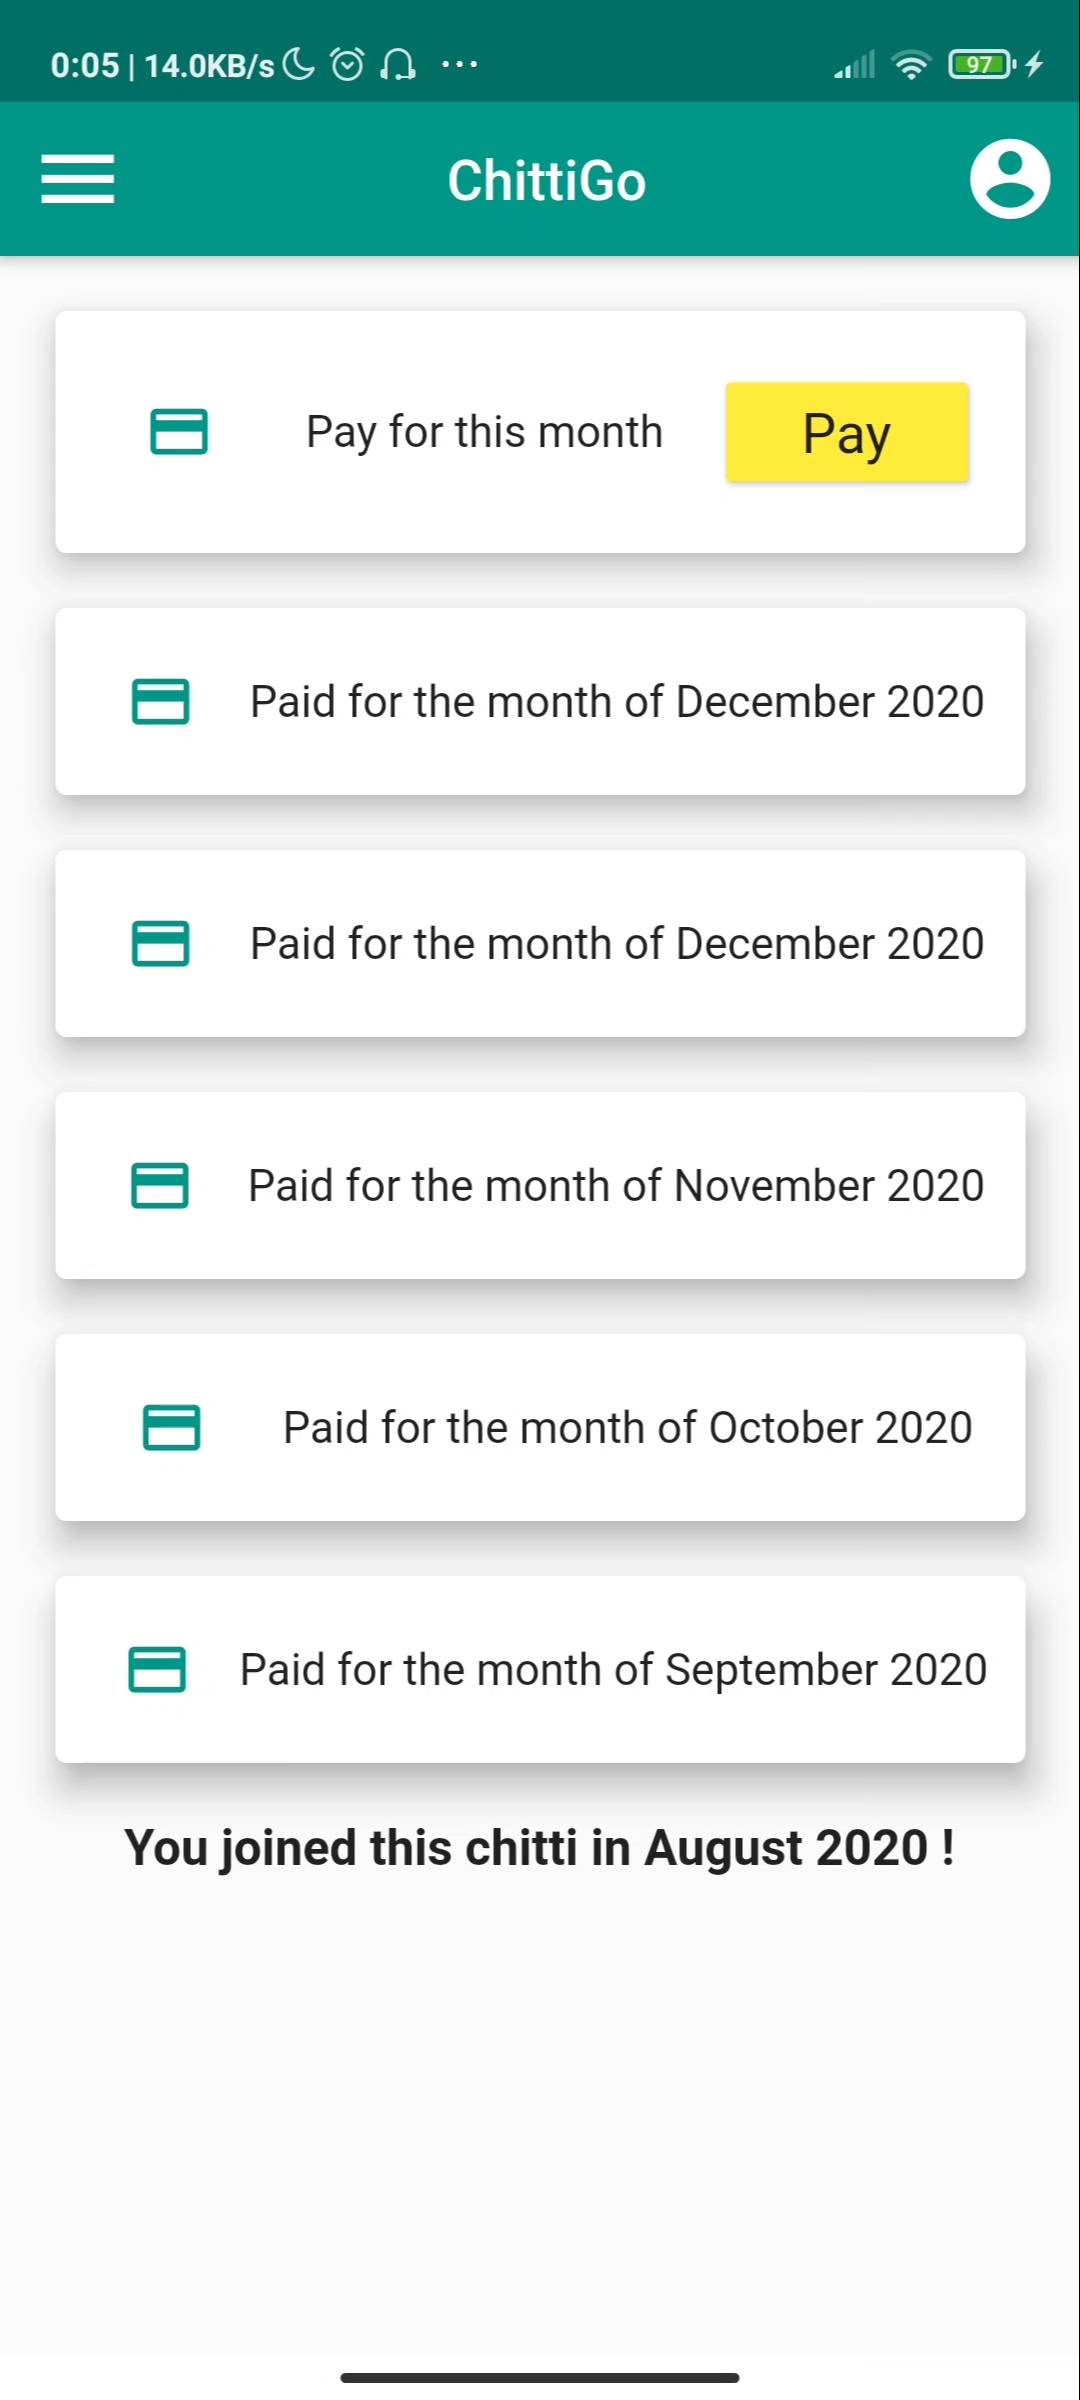 0:05 | 14.0KB/s ... 97
ChittiGo
Pay for this month Pay
Paid for the month of December 2020
Paid for the month of December 2020
Paid for the month of November 2020
Paid for the month of October 2020
Paid for the month of September 2020
You joined this chitti in August 2020 !